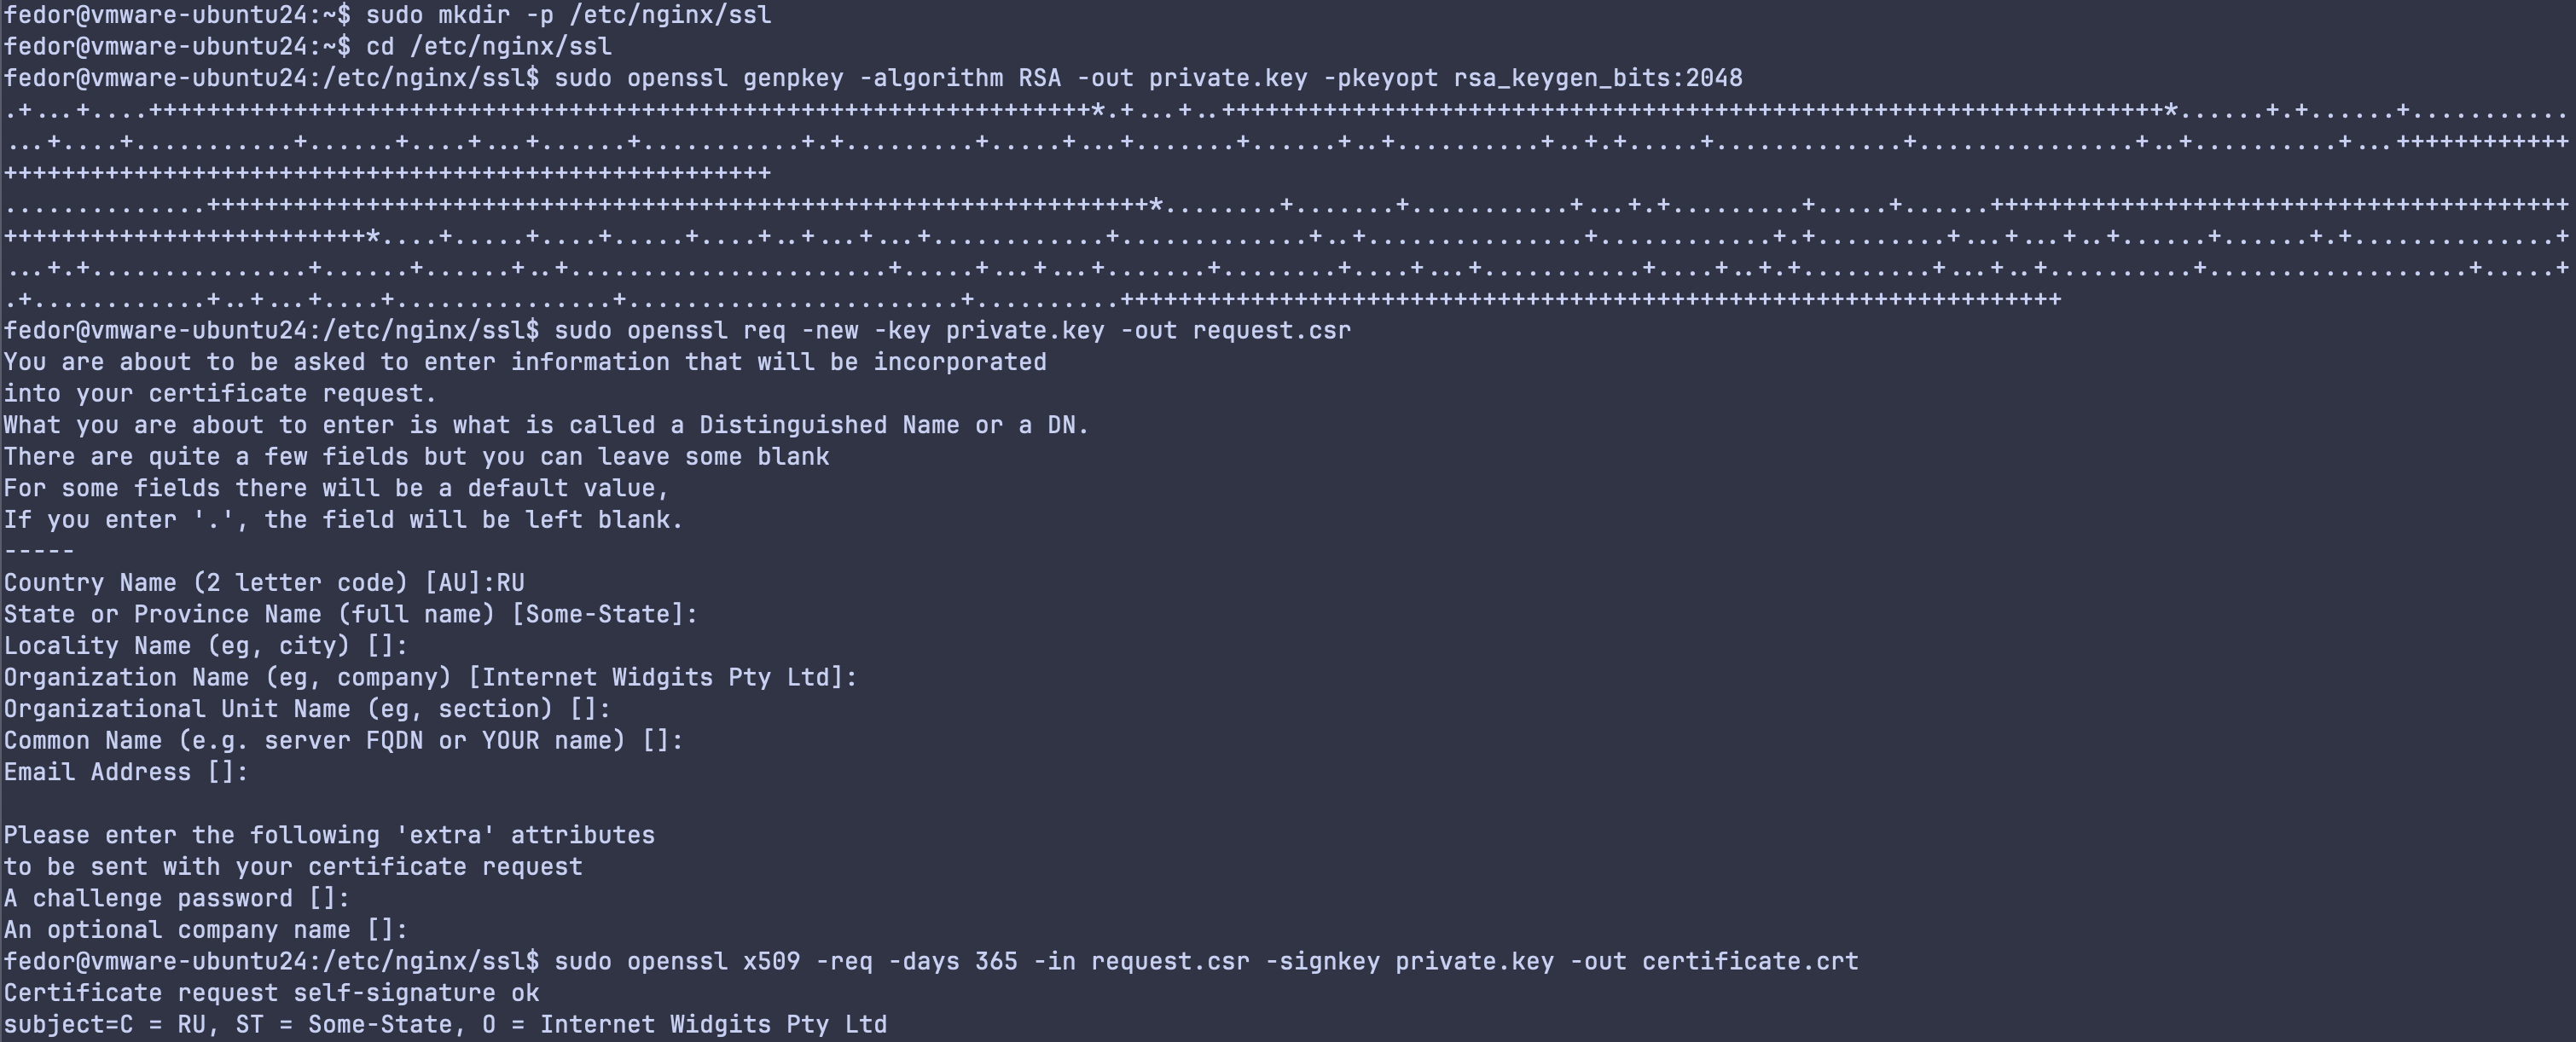 fedor@vmware-ubuntu24:~$ sudo mkdir -p /etc/nginx/ssl
fedor@vmware-ubuntu24:~$ cd /etc/nginx/ssl
fedor@vmware-ubuntu24:/etc/nginx/ssl$ sudo openssl genpkey -algorithm RSA -out private.key -pkeyopt rsa_keygen_bits:2048
fedor@vmware-ubuntu24:/etc/nginx/ssl$ sudo openssl req -new -key private.key -out request.csr
You are about to be asked to enter information that will be incorporated
into your certificate request.
What you are about to enter is what is called a Distinguished Name or a DN.
There are quite a few fields but you can leave some blank
For some fields there will be a default value,
If you enter '.', the field will be left blank.
-----
Country Name (2 letter code) [AU]:RU
State or Province Name (full name) [Some-State]:
Locality Name (eg, city) []:
Organization Name (eg, company) [Internet Widgits Pty Ltd]:
Organizational Unit Name (eg, section) []:
Common Name (e.g. server FQDN or YOUR name) []:
Email Address []:
Please enter the following 'extra' attributes
to be sent with your certificate request
A challenge password []:
An optional company name []:
fedor@vmware-ubuntu24:/etc/nginx/ssl$ sudo openssl x509 -req -days 365 -in request.csr -signkey private.key -out certificate.crt
Certificate request self-signature ok
subject=C = RU, ST = Some-State, O = Internet Widgits Pty Ltd